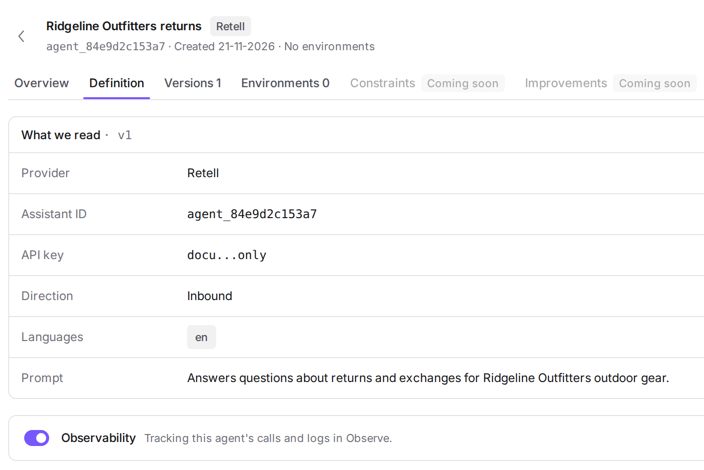 Ridgeline Outfitters returns Retell
agent_84e9d2c153a7 · Created 21-11-2026 · No environments
Overview Definition Versions 1 Environments 0 Constraints Coming soon Improvements Coming soon
What we read · v1
Provider Retell
Assistant ID agent_84e9d2c153a7
API key docu...only
Direction Inbound
Languages en
Prompt Answers questions about returns and exchanges for Ridgeline Outfitters outdoor gear.
Observability Tracking this agent's calls and logs in Observe.